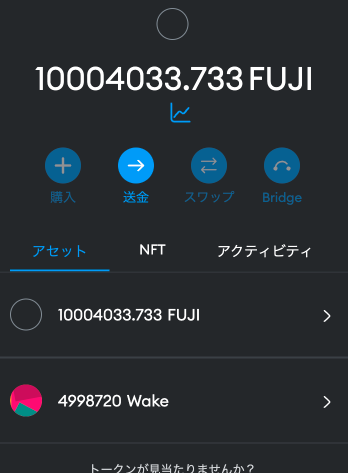 10004033.733 FUJI
購入 送金 スワップ Bridge
アセット NFT アクティビティ
10004033.733 FUJI
4998720 Wake
トークンが見当たりませんか？